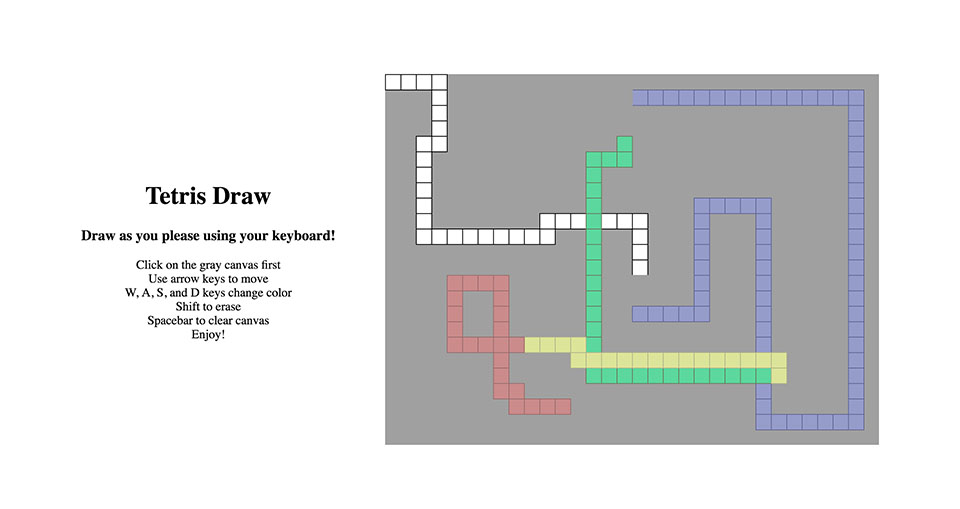 Tetris Draw
Draw as you please using your keyboard!
Click on the gray canvas first
Use arrow keys to move
W, A, S, and D keys change color
Shift to erase
Spacebar to clear canvas
Enjoy!